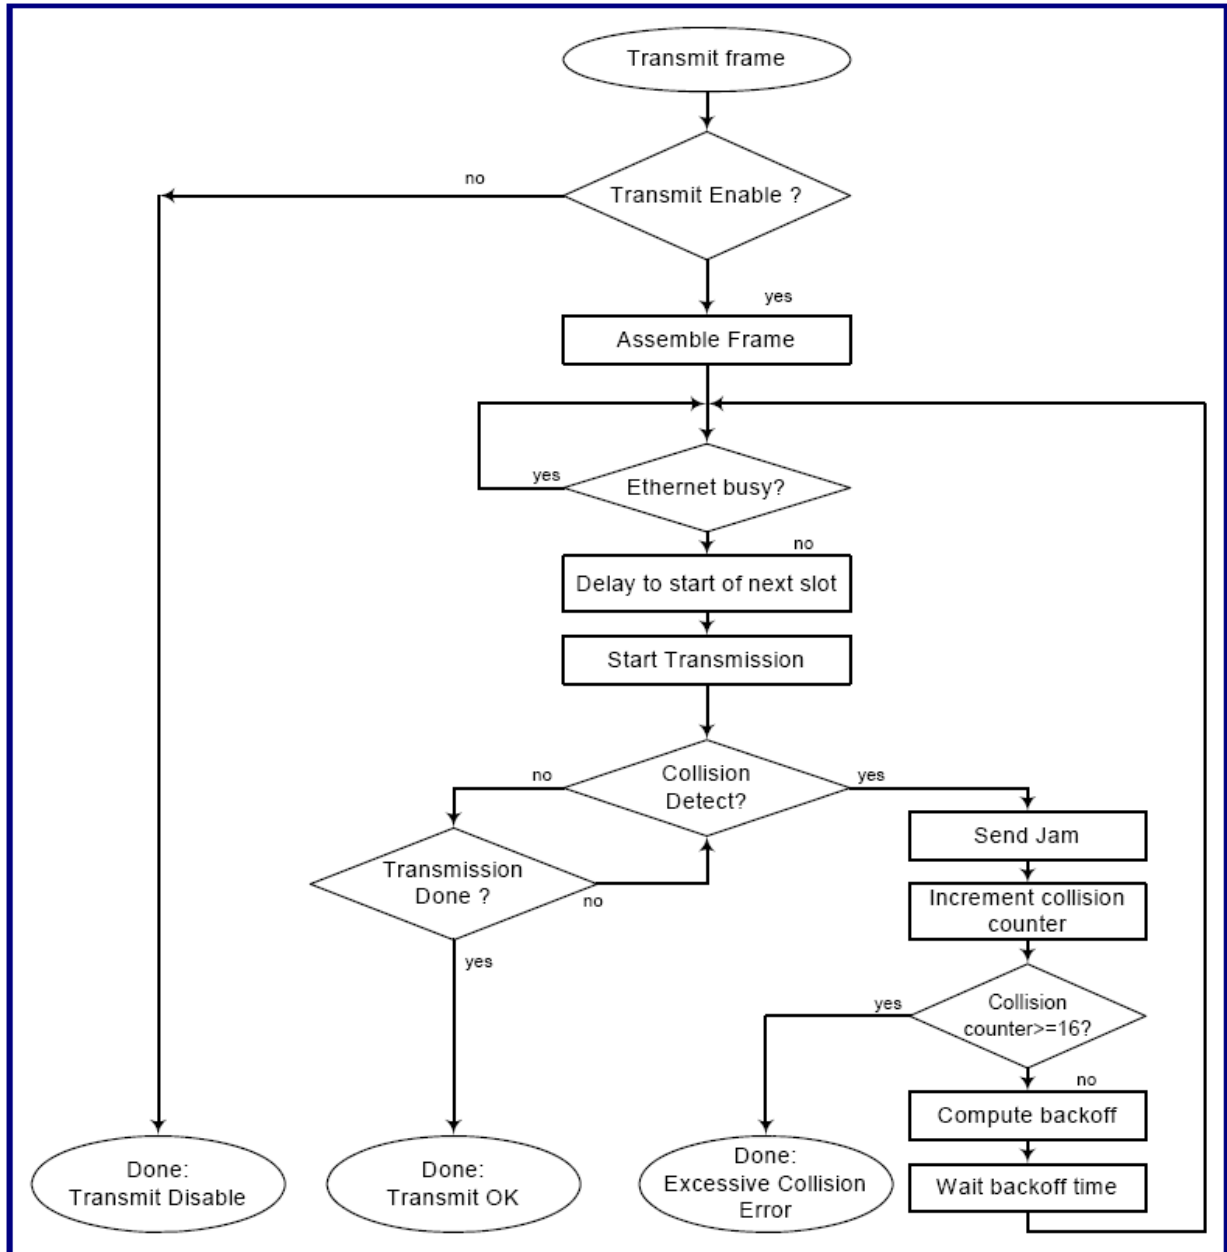 Transmit frame
no
Transmit Enable ?
yes
Assemble Frame
yes
Ethernet busy?
no
Delay to start of next slot
Start Transmission
no
Collision
Detect?
yes
Send Jam
Transmission
Done ?
no
Increment collision
counter
yes
yes
Collision
counter>=16?
no
Compute backoff
Done:
Transmit Disable
Done:
Transmit OK
Done:
Excessive Collision
Error
Wait backoff time